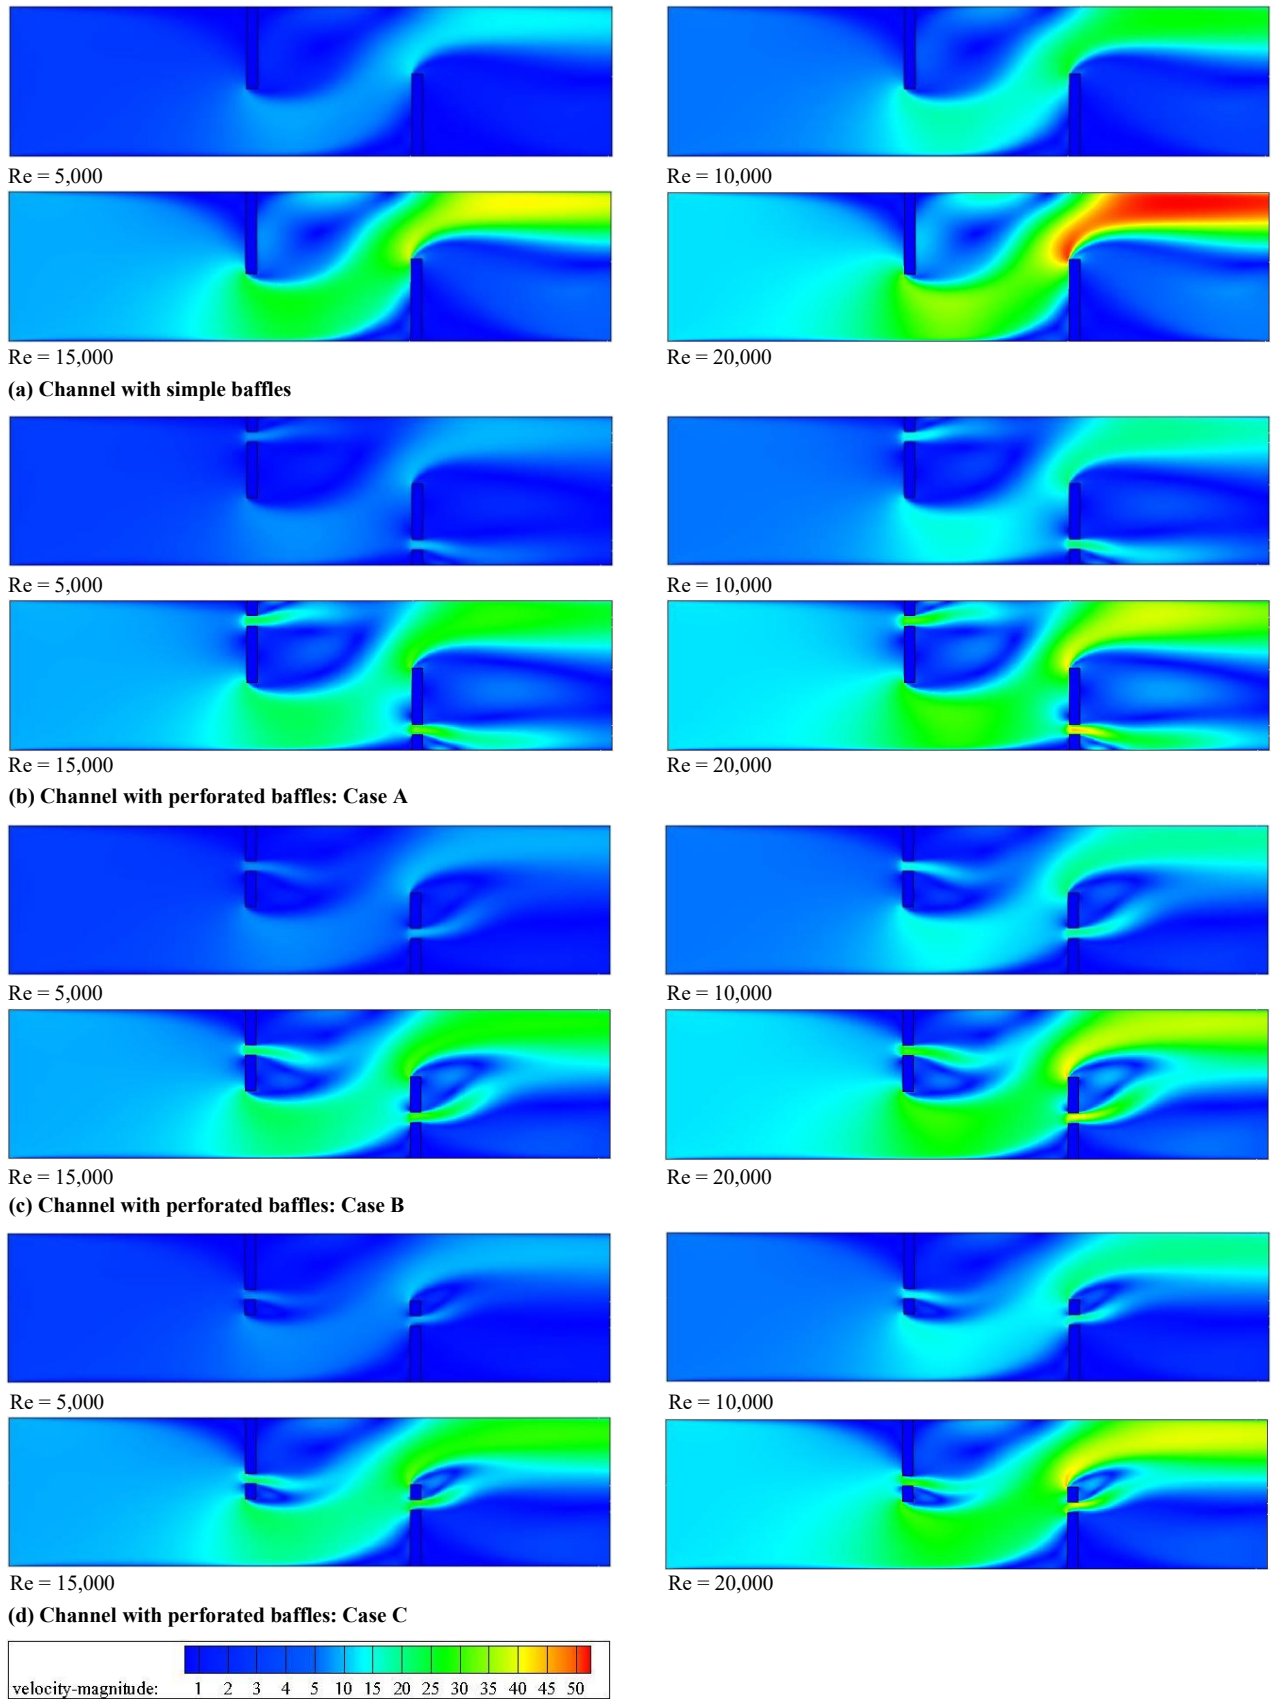 Re = 5,000
Re = 10,000
Re = 15,000
Re = 20,000
(a) Channel with simple baffles
Re = 5,000
Re = 10,000
Re = 15,000
Re = 20,000
(b) Channel with perforated baffles: Case A
Re = 5,000
Re = 10,000
Re = 15,000
Re = 20,000
(c) Channel with perforated baffles: Case B
Re = 5,000
Re = 10,000
Re = 15,000
Re = 20,000
(d) Channel with perforated baffles: Case C
velocity-magnitude: 1 2 3 4 5 10 15 20 25 30 35 40 45 50